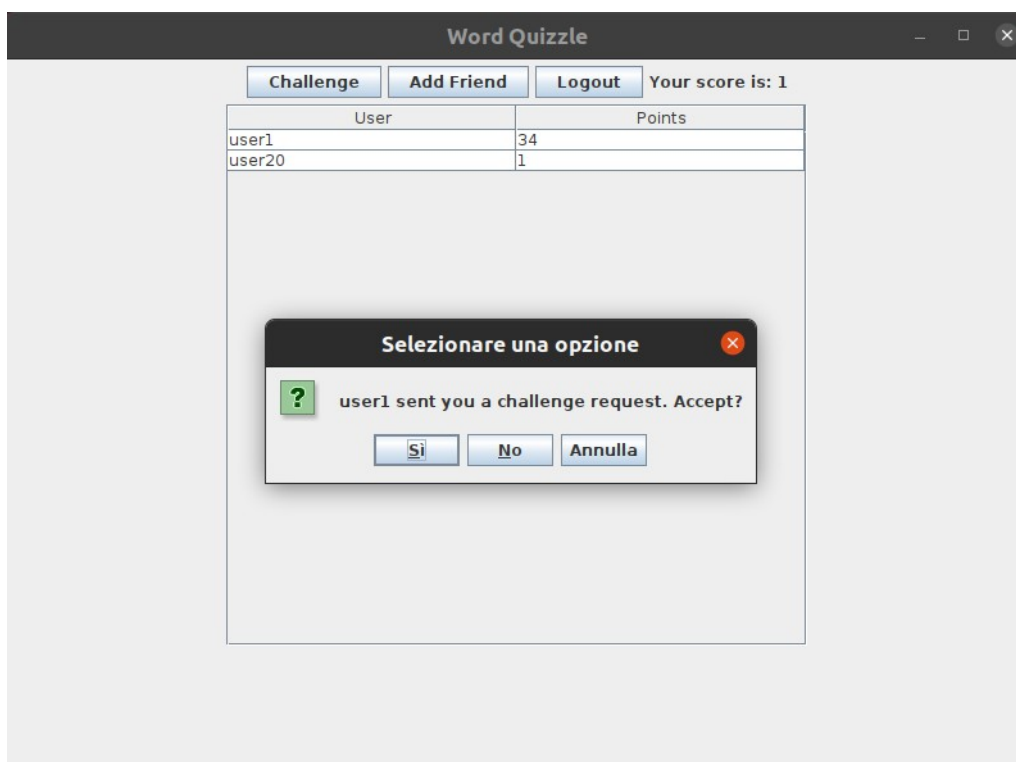 Word Quizzle
Challenge Add Friend Logout Your score is: 1
User Points
user1 34
user20 1
Selezionare una opzione
? user1 sent you a challenge request. Accept?
Sì No Annulla